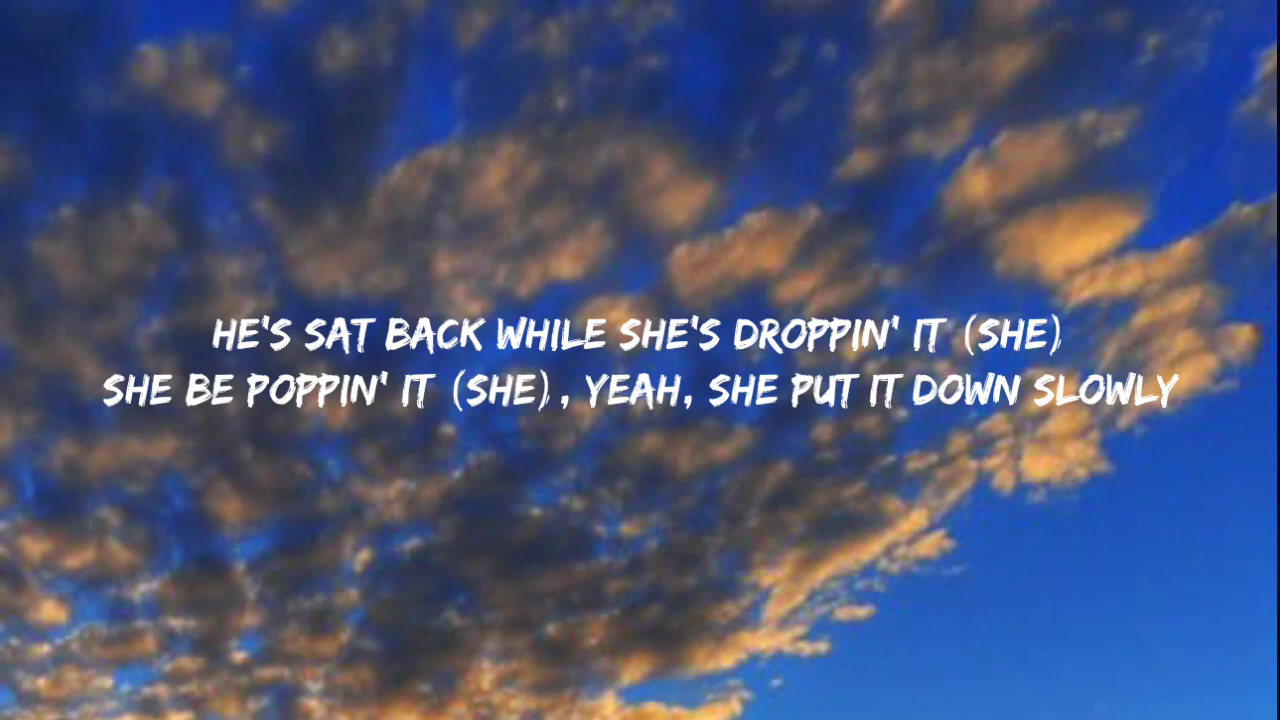 HE'S SAT BACK WHILE SHE'S DROPPIN' IT (SHE)
SHE BE POPPIN' IT (SHE), YEAH, SHE PUT IT DOWN SLOWLY